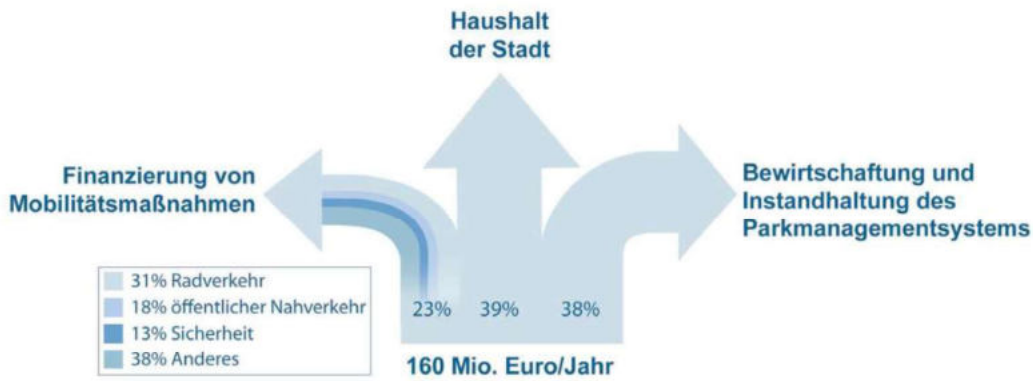 Haushalt
der Stadt
Finanzierung von
Mobilitätsmaßnahmen
Bewirtschaftung und
Instandhaltung des
Parkmanagementsystems
31% Radverkehr
18% öffentlicher Nahverkehr
13% Sicherheit
38% Anderes
23% 39% 38%
160 Mio. Euro/Jahr